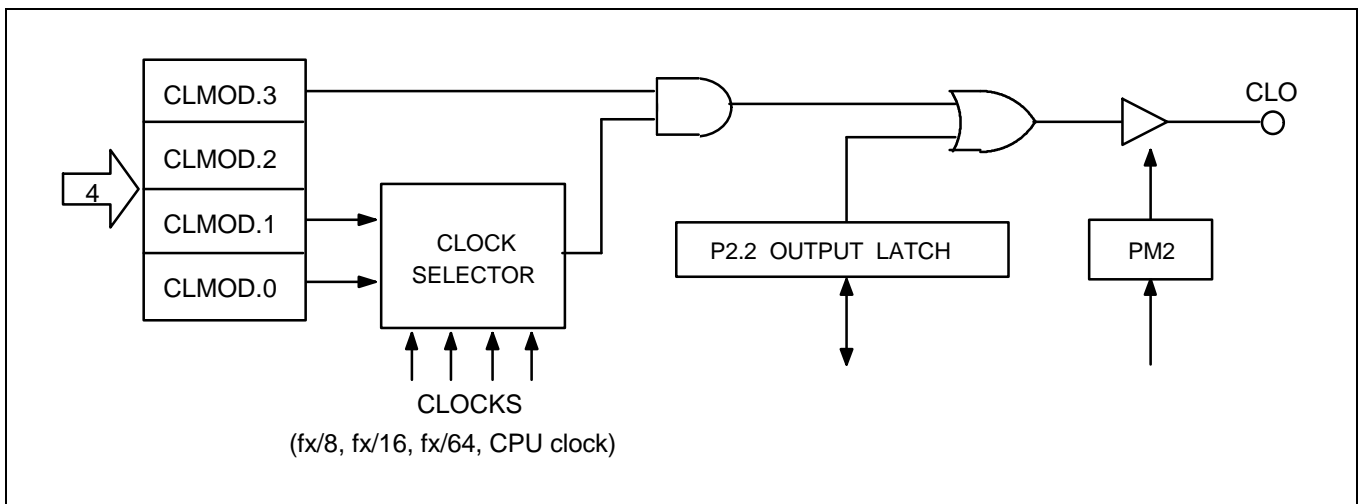 CLMOD.3
CLMOD.2
CLMOD.1
CLMOD.0
4
CLOCK
SELECTOR
CLOCKS
(fx/8, fx/16, fx/64, CPU clock)
P2.2 OUTPUT LATCH
PM2
CLO